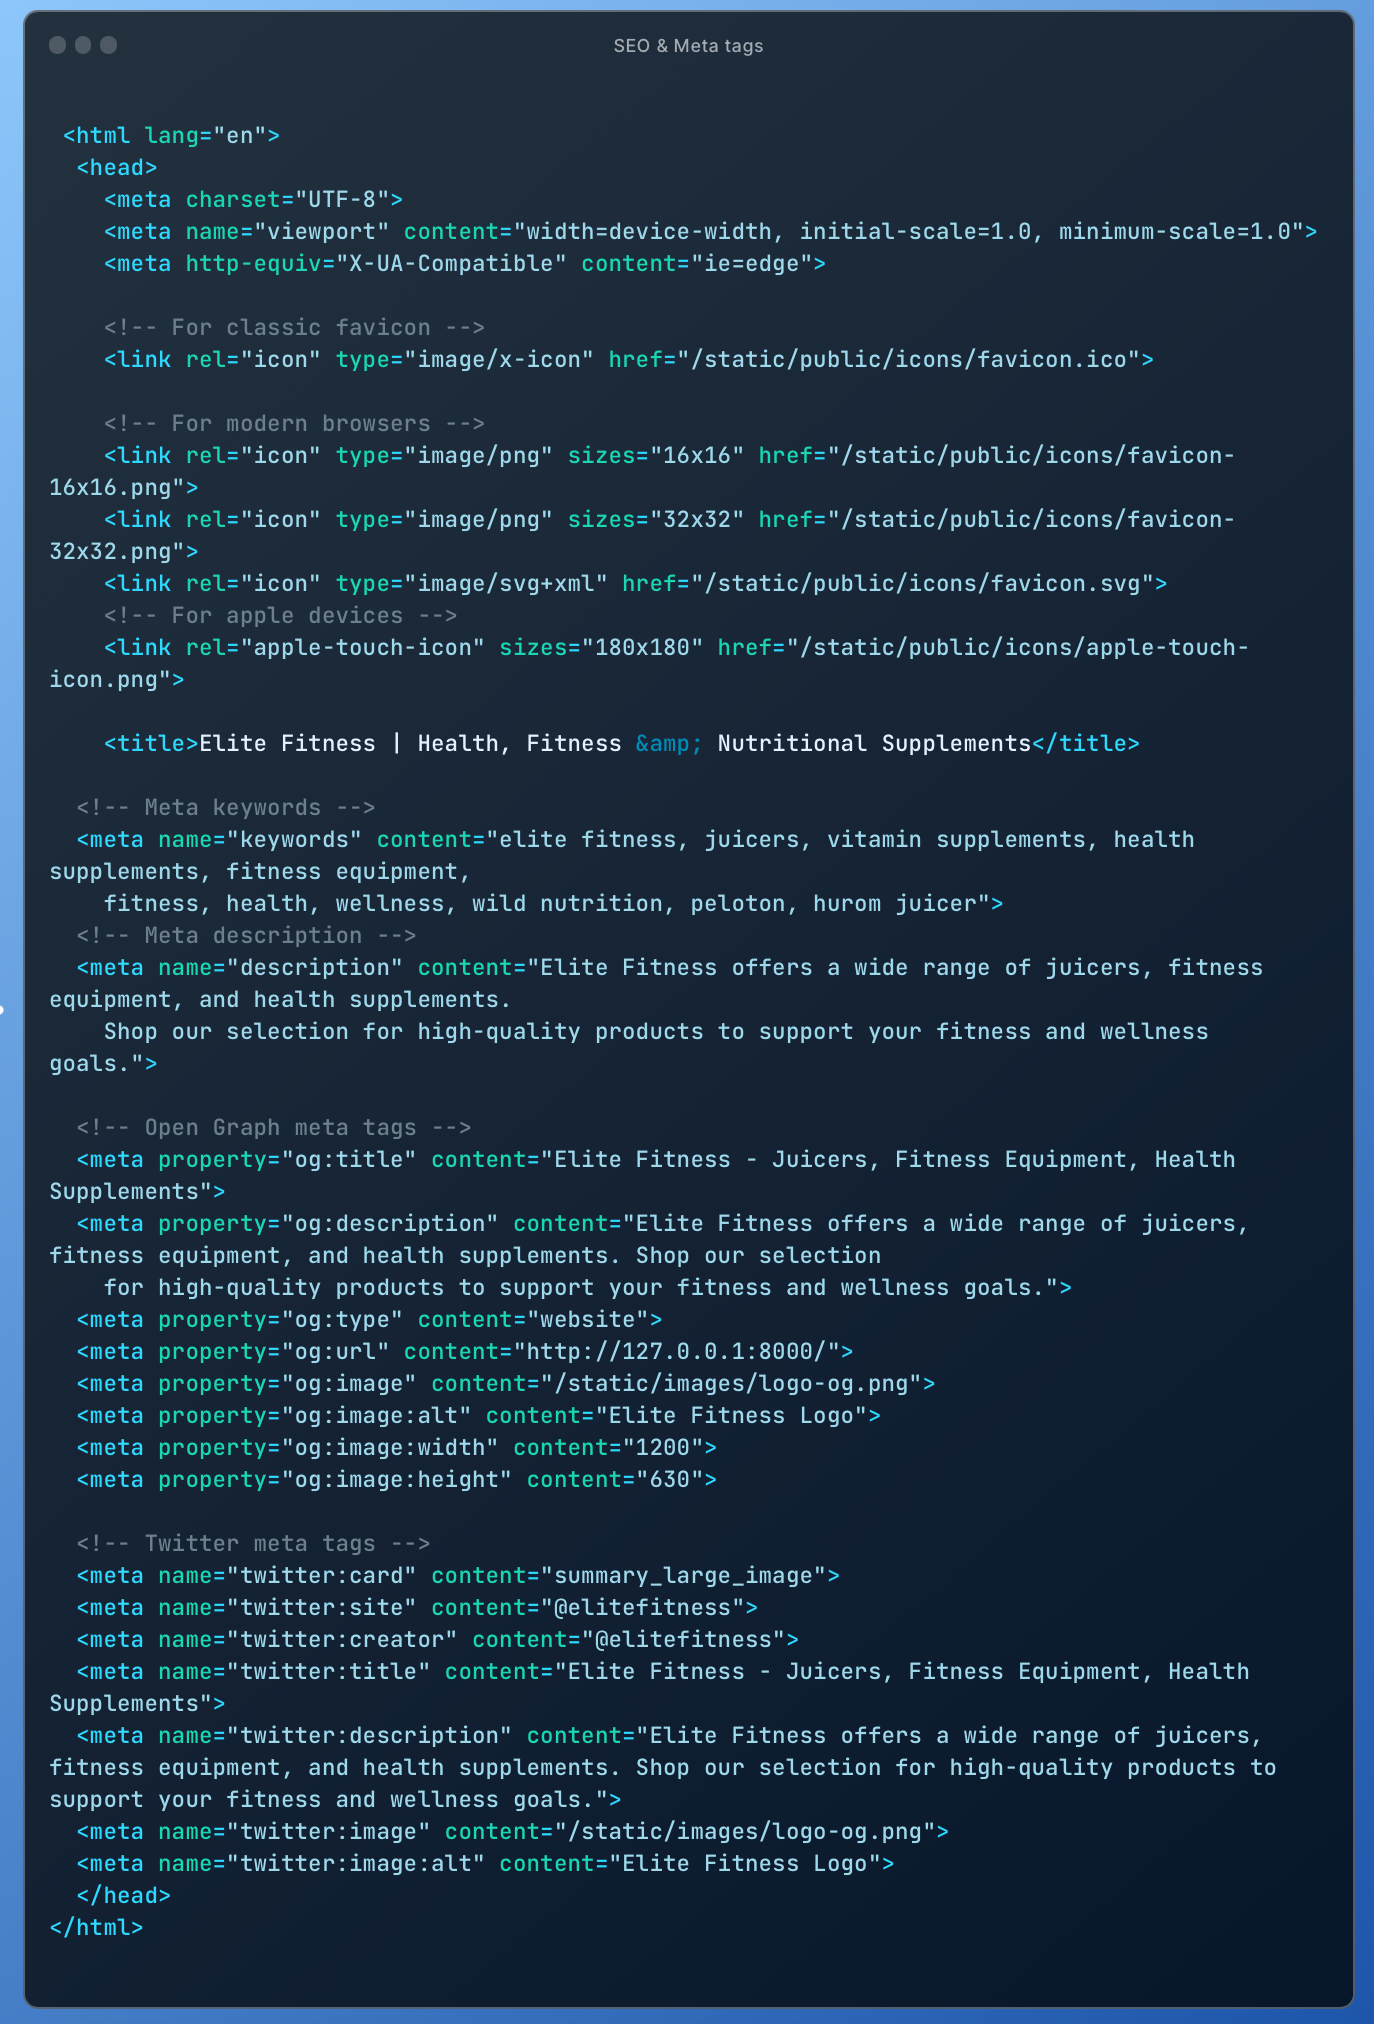 SEO & Meta tags
<html lang="en">
<head>
<meta charset="UTF-8">
<meta name="viewport" content="width=device-width, initial-scale=1.0, minimum-scale=1.0">
<meta http-equiv="X-UA-Compatible" content="ie=edge">
<!-- For classic favicon -->
<link rel="icon" type="image/x-icon" href="/static/public/icons/favicon.ico">
<!-- For modern browsers -->
<link rel="icon" type="image/png" sizes="16x16" href="/static/public/icons/favicon-
16x16.png">
<link rel="icon" type="image/png" sizes="32x32" href="/static/public/icons/favicon-
32x32.png">
<link rel="icon" type="image/svg+xml" href="/static/public/icons/favicon.svg">
<!-- For apple devices -->
<link rel="apple-touch-icon" sizes="180x180" href="/static/public/icons/apple-touch-
icon.png">
<title>Elite Fitness | Health, Fitness &amp; Nutritional Supplements</title>
<!-- Meta keywords -->
<meta name="keywords" content="elite fitness, juicers, vitamin supplements, health
supplements, fitness equipment,
fitness, health, wellness, wild nutrition, peloton, hurom juicer">
<!-- Meta description -->
<meta name="description" content="Elite Fitness offers a wide range of juicers, fitness
equipment, and health supplements.
Shop our selection for high-quality products to support your fitness and wellness
goals.">
<!-- Open Graph meta tags -->
<meta property="og:title" content="Elite Fitness - Juicers, Fitness Equipment, Health
Supplements">
<meta property="og:description" content="Elite Fitness offers a wide range of juicers,
fitness equipment, and health supplements. Shop our selection
for high-quality products to support your fitness and wellness goals.">
<meta property="og:type" content="website">
<meta property="og:url" content="http://127.0.0.1:8000/">
<meta property="og:image" content="/static/images/logo-og.png">
<meta property="og:image:alt" content="Elite Fitness Logo">
<meta property="og:image:width" content="1200">
<meta property="og:image:height" content="630">
<!-- Twitter meta tags -->
<meta name="twitter:card" content="summary_large_image">
<meta name="twitter:site" content="@elitefitness">
<meta name="twitter:creator" content="@elitefitness">
<meta name="twitter:title" content="Elite Fitness - Juicers, Fitness Equipment, Health
Supplements">
<meta name="twitter:description" content="Elite Fitness offers a wide range of juicers,
fitness equipment, and health supplements. Shop our selection for high-quality products to
support your fitness and wellness goals.">
<meta name="twitter:image" content="/static/images/logo-og.png">
<meta name="twitter:image:alt" content="Elite Fitness Logo">
</head>
</html>